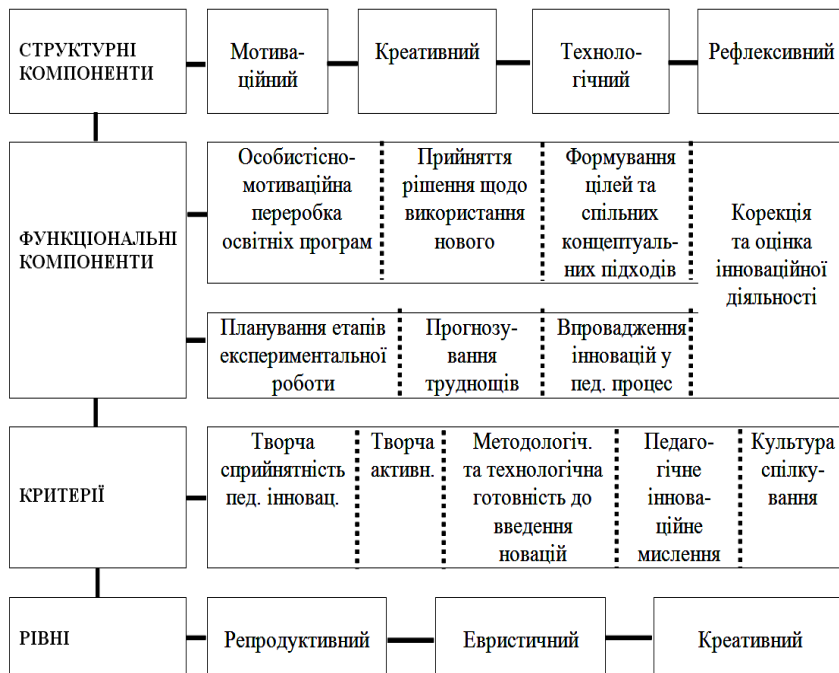 СТРУКТУРНІ
КОМПОНЕНТИ
Мотива-
ційний
Креативний
Техноло-
гічний
Рефлексивний
ФУНКЦІОНАЛЬНІ
КОМПОНЕНТИ
Особистісно-
мотиваційна
переробка
освітніх програм
Прийняття
рішення щодо
використання
нового
Формування
цілей та
спільних
концептуаль-
них підходів
Корекція
та оцінка
інноваційної
діяльності
Планування етапів
експериментальної
роботи
Прогнозу-
вання
труднощів
Впровадження
інновацій у
пед. процес
КРИТЕРІЇ
Творча
сприйнятність
пед. інновац.
Творча
активн.
Методологіч.
та технологічна
готовність до
введення
новацій
Педаго-
гічне
іннова-
ційне
мислення
Культура
спілку-
вання
РІВНІ
Репродуктивний
Евристичний
Креативний